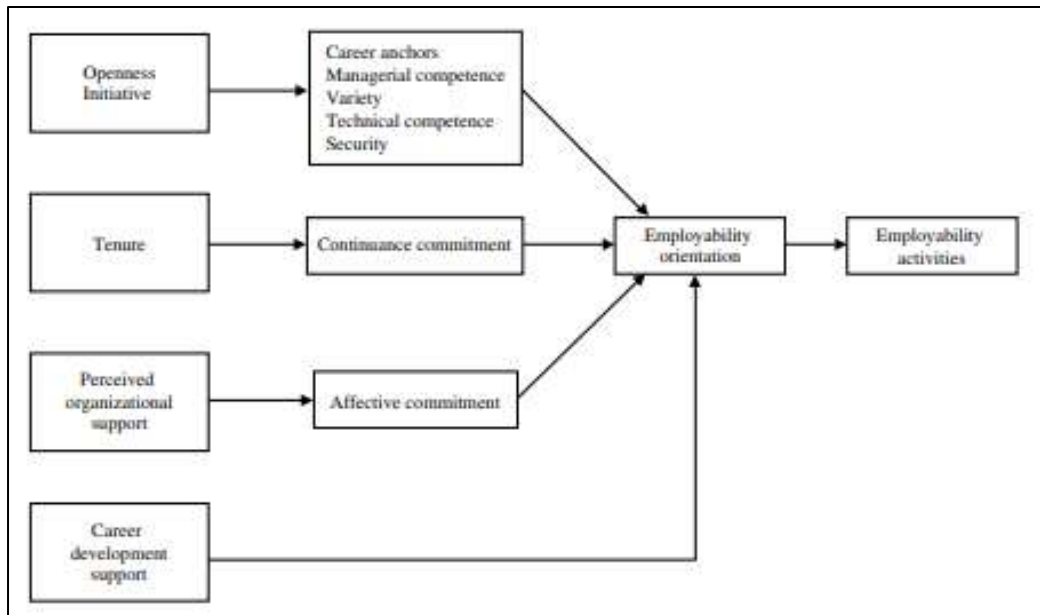 Openness
Initiative
Career anchors
Managerial competence
Variety
Technical competence
Security
Tenure
Continuance commitment
Employability
orientation
Employability
activities
Perceived
organizational
support
Affective commitment
Career
development
support